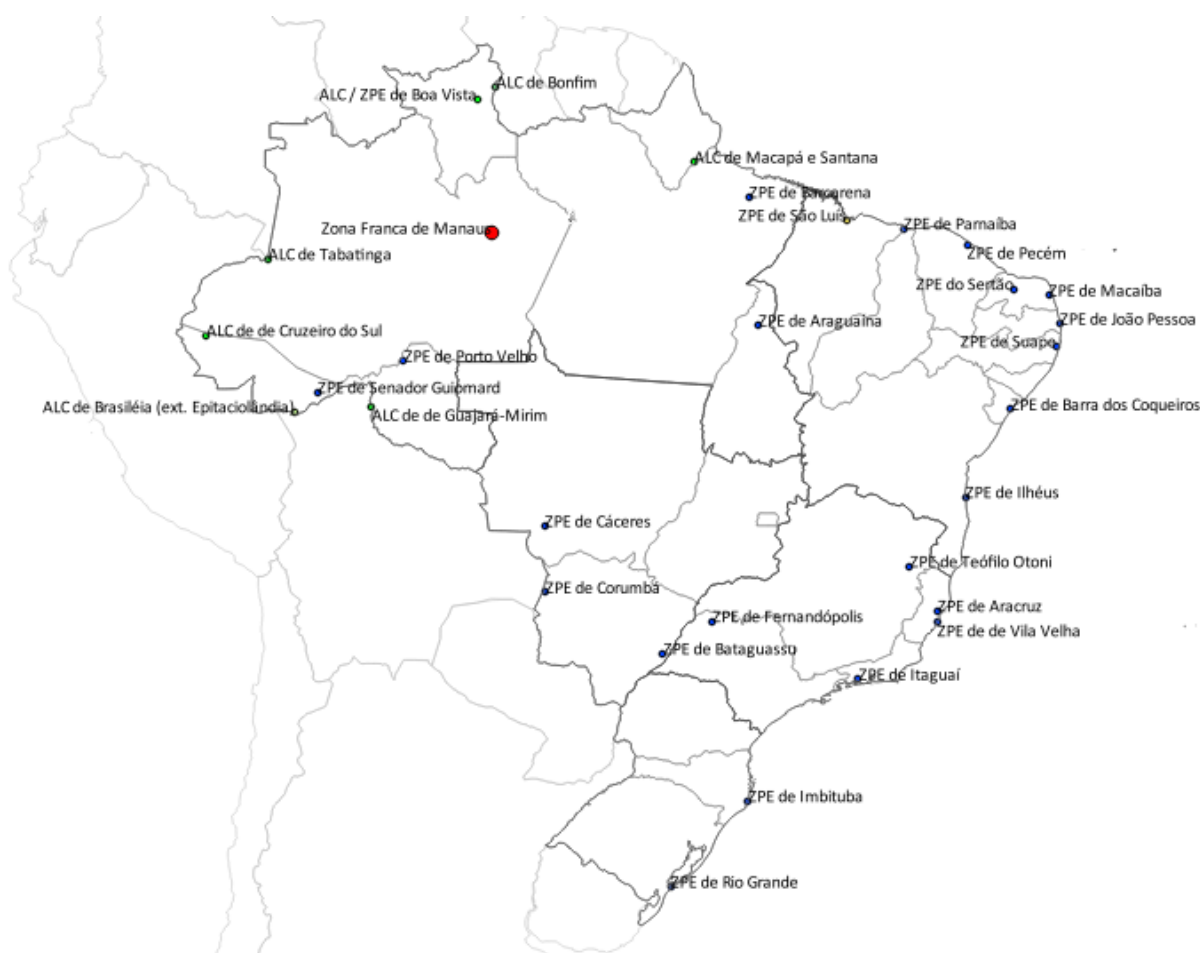 ALC de Bonfim
ALC / ZPE de Boa Vista
ALC de Macapá e Santana
ZPE de Barcarena
ZPE de São Luís
ZPE de Parnaíba
Zona Franca de Manaus
ZPE de Pecém
ALC de Tabatinga
ZPE do Sertão
ZPE de Macaíba
ZPE de João Pessoa
ZPE de Araguaína
ALC de de Cruzeiro do Sul
ZPE de Suape
ZPE de Porto Velho
ZPE de Senador Guiomard
ALC de Brasiléia (ext. Epitaciolândia)
ALC de de Guajará-Mirim
ZPE de Barra dos Coqueiros
ZPE de Ilhéus
ZPE de Cáceres
ZPE de Teófilo Otoni
ZPE de Corumbá
ZPE de Aracruz
ZPE de Fernandópolis
ZPE de de Vila Velha
ZPE de Bataguassu
ZPE de Itaguaí
ZPE de Imbituba
ZPE de Rio Grande